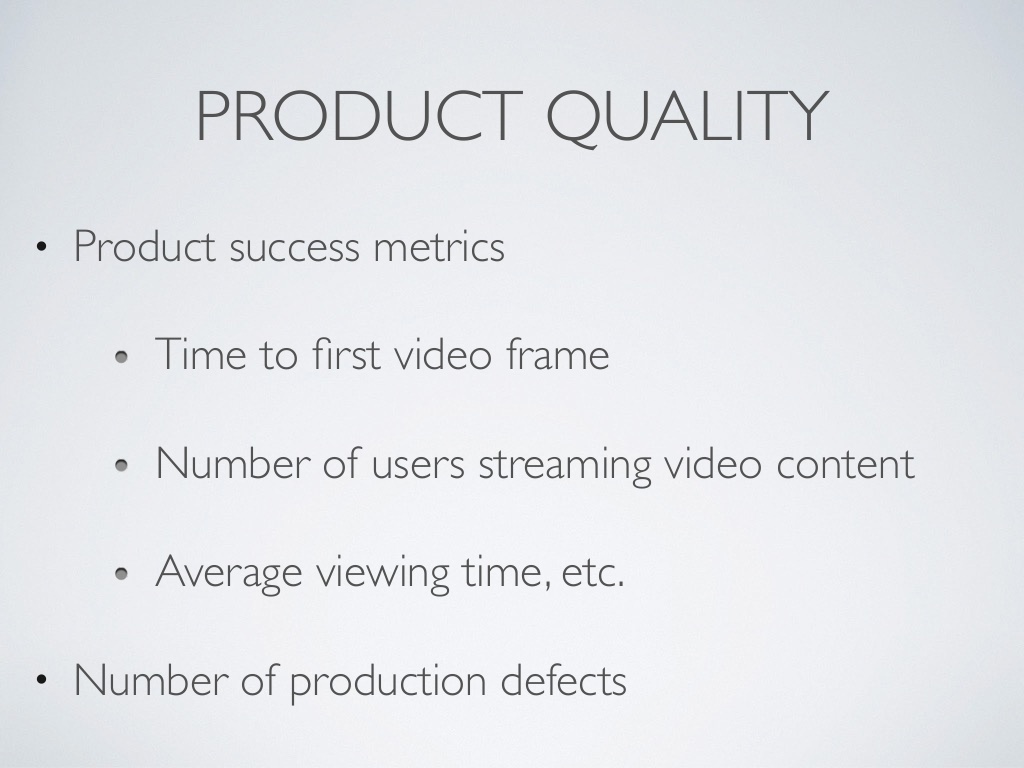 PRODUCT QUALITY
• Product success metrics
• Time to first video frame
• Number of users streaming video content
• Average viewing time, etc.
• Number of production defects